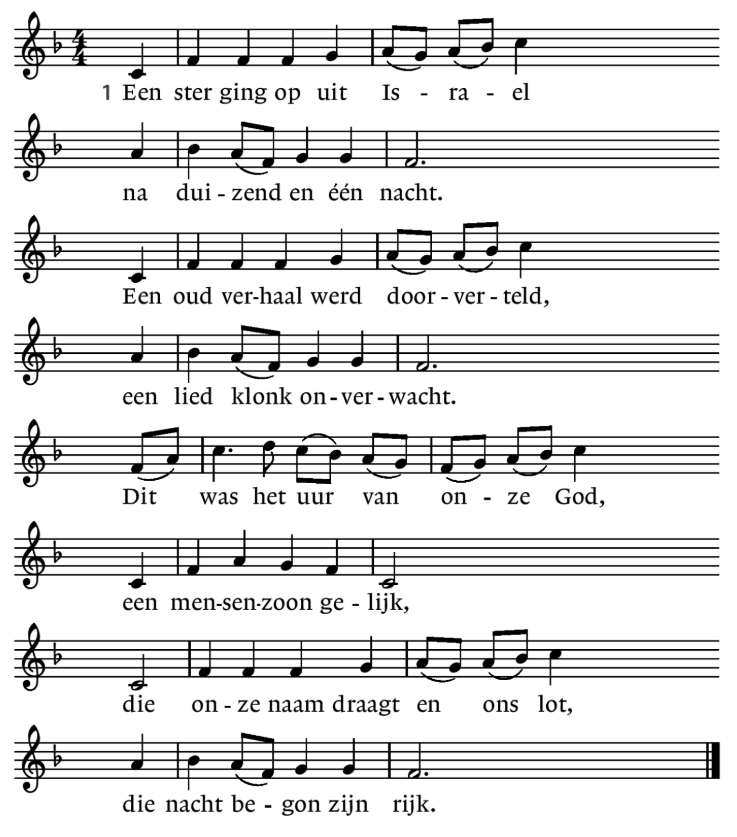 1 Een ster ging op uit Is - ra - el
na dui - zend en één nacht.
Een oud ver-haal werd door - ver - teld,
een lied klonk on - ver - wacht.
Dit was het uur van on - ze God,
een men-sen-zoon ge - lijk,
die on - ze naam draagt en ons lot,
die nacht be - gon zijn rijk.